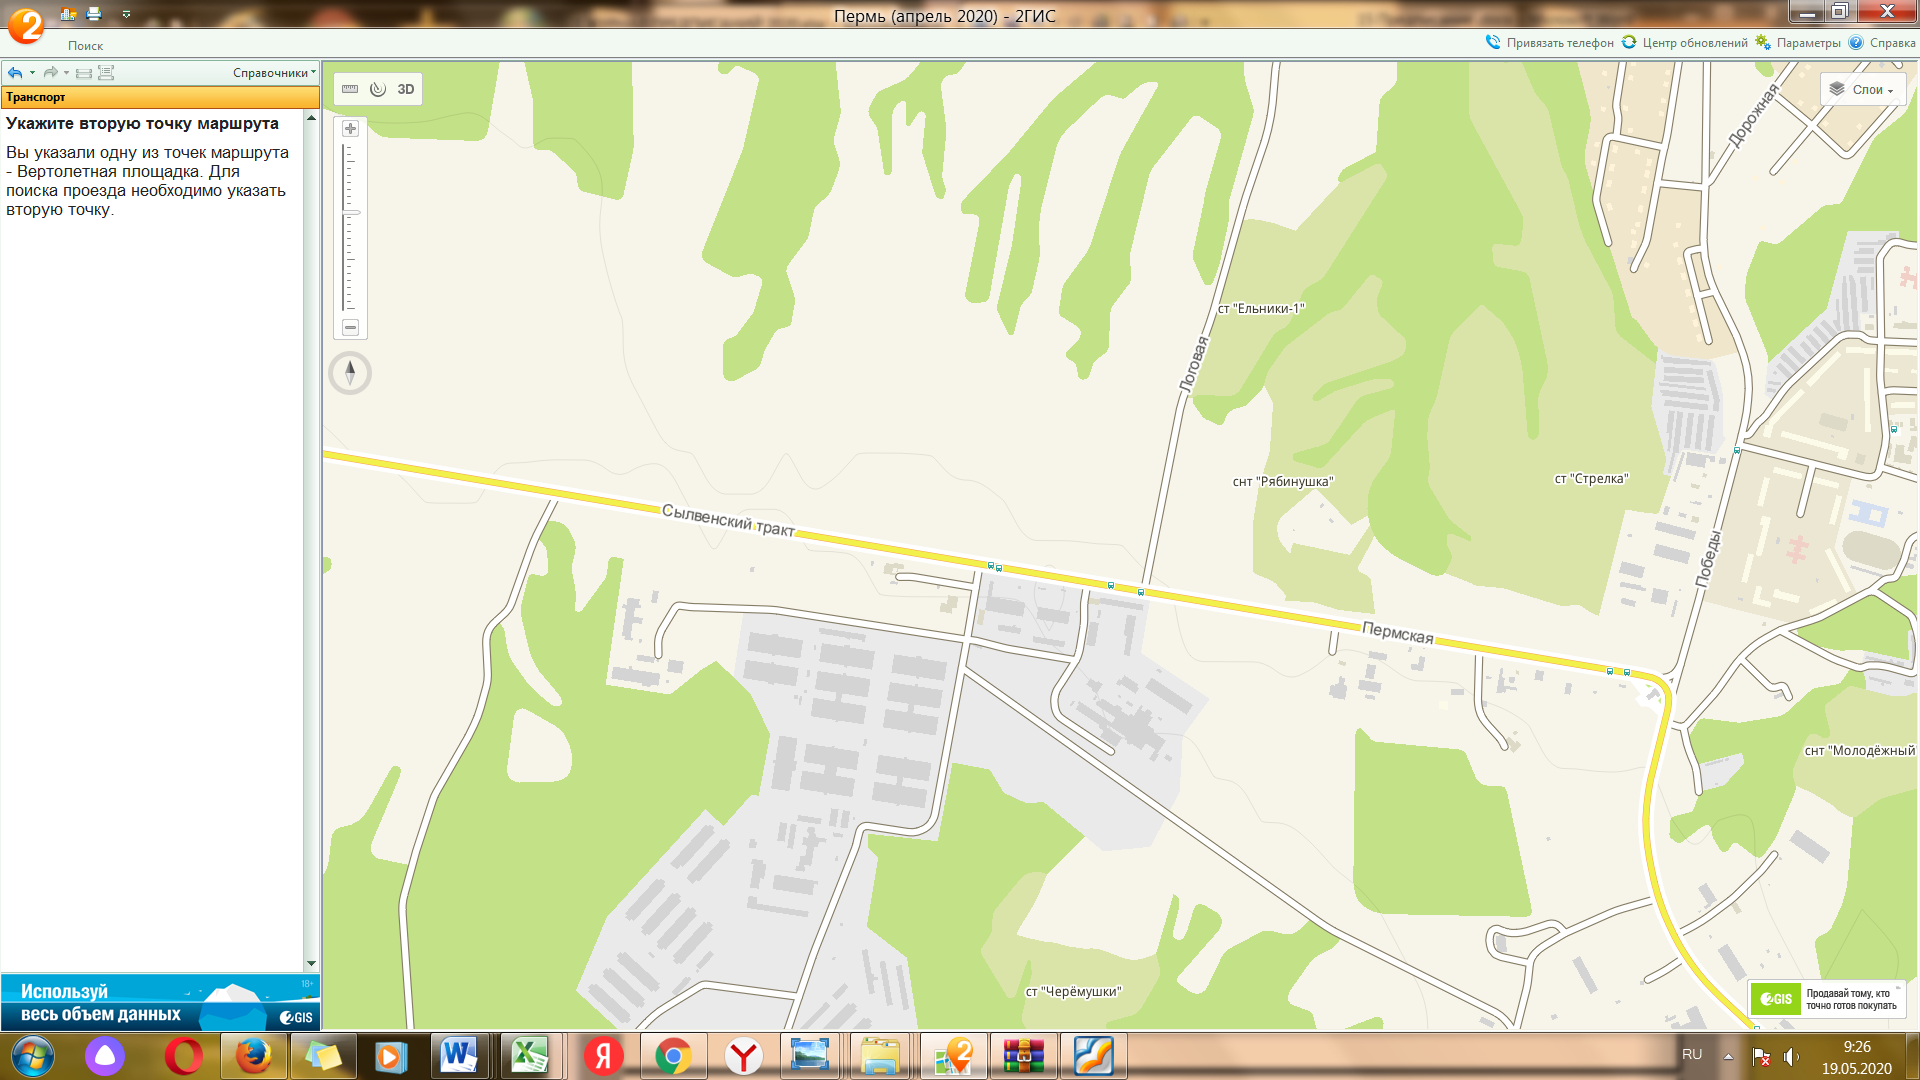 Пермь (апрель 2020) - 2ГИС
Поиск
Привязать телефон
Центр обновлений
Параметры
Справка
Справочники
Транспорт
Укажите вторую точку маршрута
Вы указали одну из точек маршрута
- Вертолетная площадка. Для
поиска проезда необходимо указать
вторую точку.
3D
Слои
Дорожная
ст "Ельники-1"
Логовая
снт "Рябинушка"
ст "Стрелка"
Сылвенский тракт
Победы
Пермская
снт "Молодёжный
ст "Черёмушки"
18+
Используй
весь объем данных
2GIS
2GIS
Продавай тому, кто
точно готов покупать
RU
9:26
19.05.2020